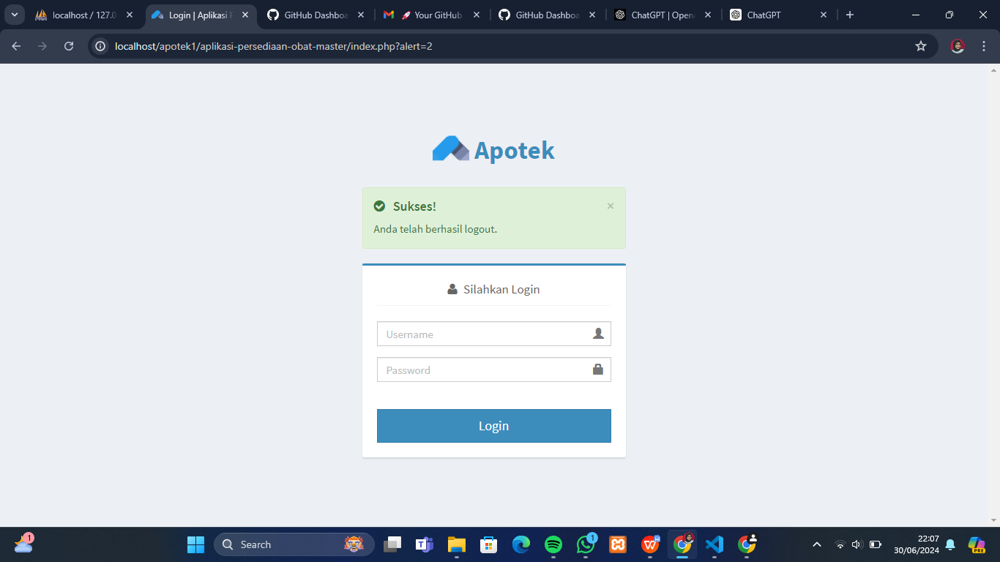 localhost / 127.0
Login | Aplikasi P
GitHub Dashboa
🚀 Your GitHub
GitHub Dashboa
ChatGPT | OpenA
ChatGPT
localhost/apotek1/aplikasi-persediaan-obat-master/index.php?alert=2
Apotek
Sukses!
×
Anda telah berhasil logout.
Silahkan Login
Username
Password
Login
1
Search
1
22:07
30/06/2024
PRE